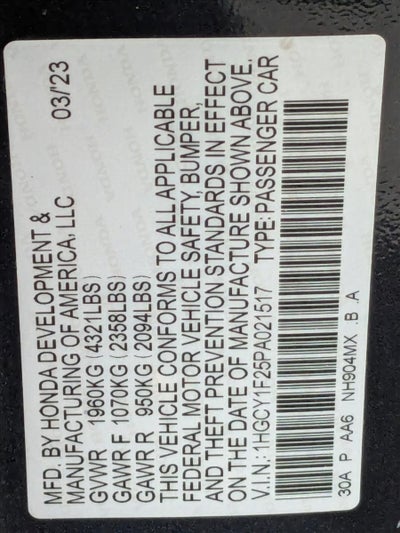 MFD. BY HONDA DEVELOPMENT &
MANUFACTURING OF AMERICA, LLC 03/'23
GVWR 1960KG (4321LBS)
GAWR F 1070KG (2358LBS)
GAWR R 950KG (2094LBS)
THIS VEHICLE CONFORMS TO ALL APPLICABLE
FEDERAL MOTOR VEHICLE SAFETY, BUMPER,
AND THEFT PREVENTION STANDARDS IN EFFECT
ON THE DATE OF MANUFACTURE SHOWN ABOVE.
V.I.N: 1HGCY1F25PA021517 TYPE: PASSENGER CAR
30A P AA6 NH904MX .B .A